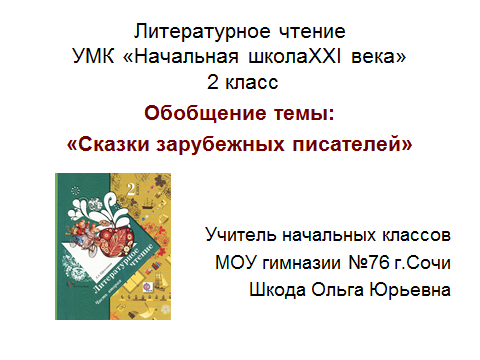 Литературное чтение
УМК «Начальная школаXXI века»
2 класс
Обобщение темы:
«Сказки зарубежных писателей»
2
Литературное
чтение
Учитель начальных классов
МОУ гимназии №76 г.Сочи
Шкода Ольга Юрьевна